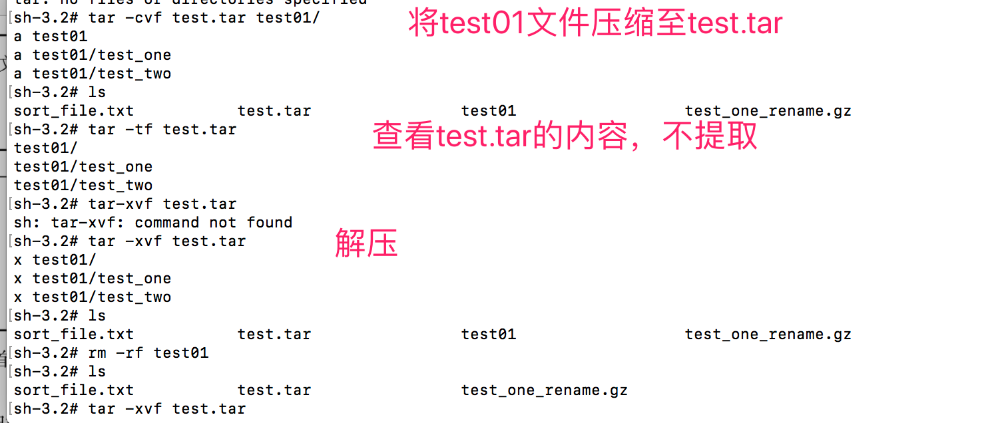 tar: no files or directories specified
[sh-3.2# tar -cvf test.tar test01/
将test01文件压缩至test.tar
a test01
a test01/test_one
a test01/test_two
[sh-3.2# ls
sort_file.txt test.tar test01 test_one_rename.gz
[sh-3.2# tar -tf test.tar
查看test.tar的内容，不提取
test01/
test01/test_one
test01/test_two
[sh-3.2# tar-xvf test.tar
sh: tar-xvf: command not found
[sh-3.2# tar -xvf test.tar
解压
x test01/
x test01/test_one
x test01/test_two
[sh-3.2# ls
sort_file.txt test.tar test01 test_one_rename.gz
[sh-3.2# rm -rf test01
[sh-3.2# ls
sort_file.txt test.tar test_one_rename.gz
[sh-3.2# tar -xvf test.tar